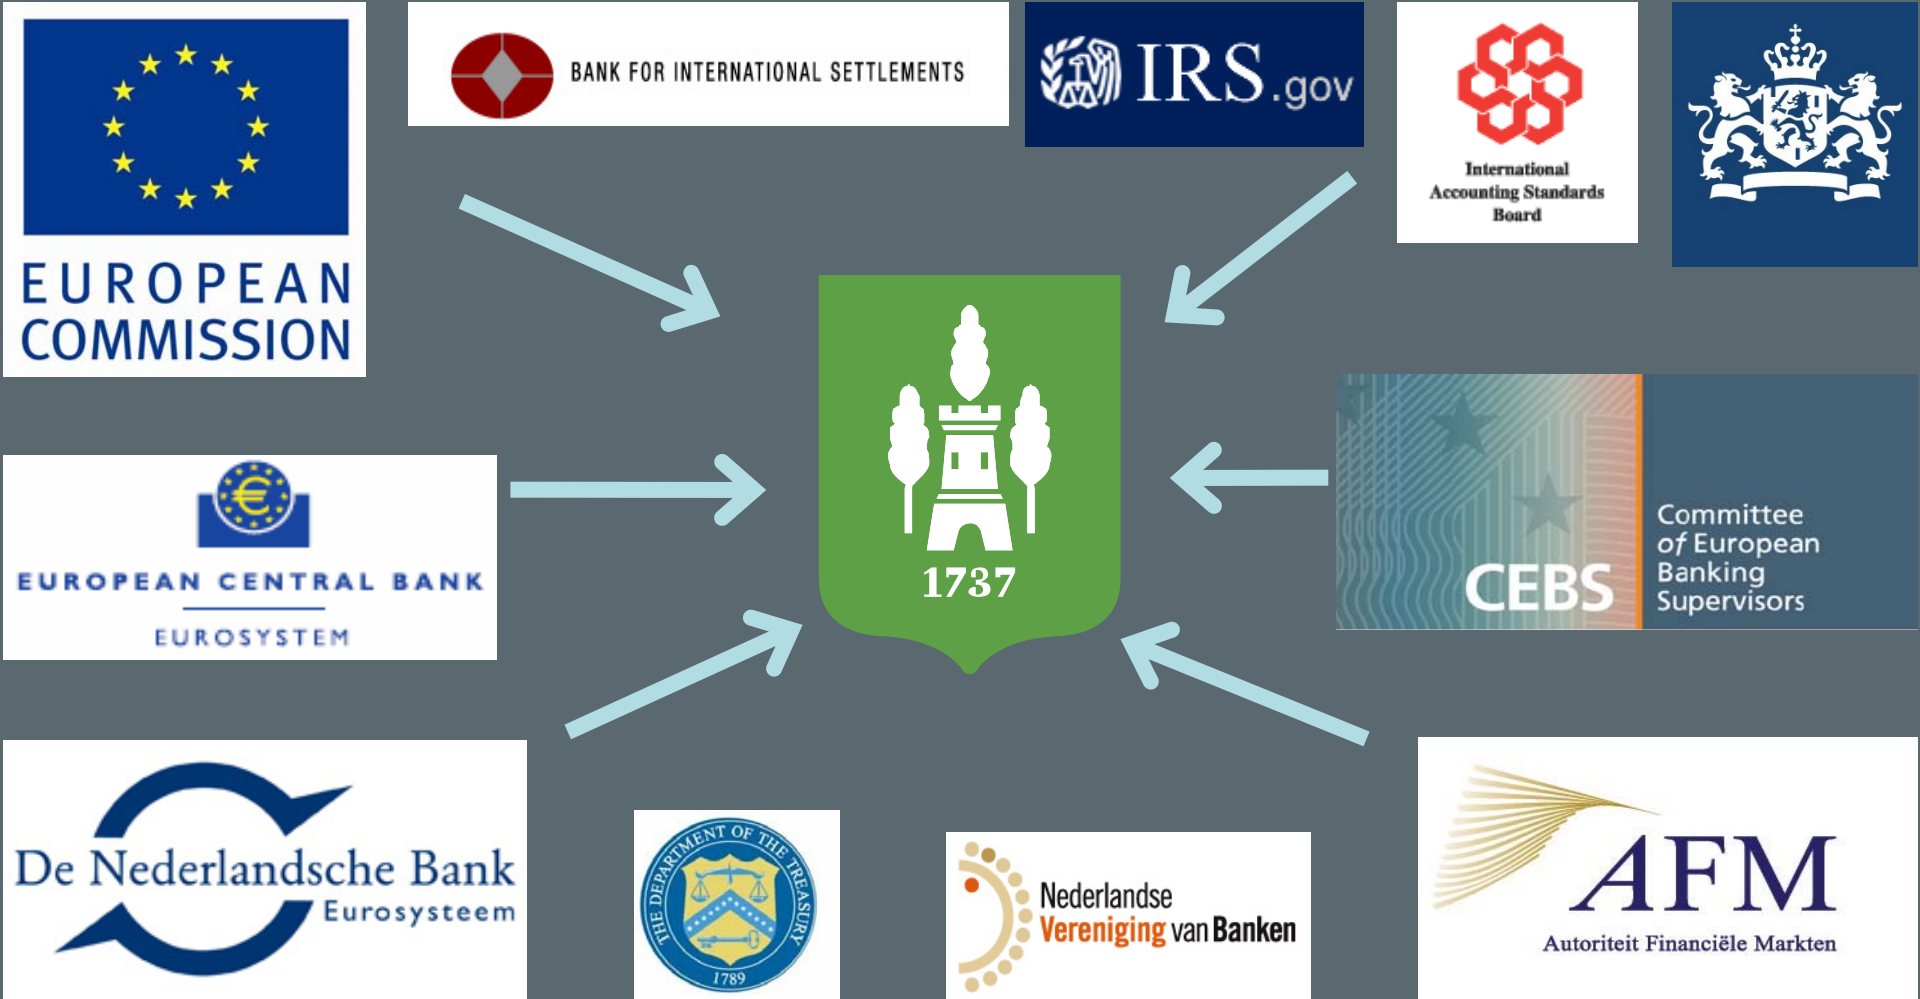 EUROPEAN
COMMISSION
BANK FOR INTERNATIONAL SETTLEMENTS
IRS.gov
International
Accounting Standards
Board
1737
EUROPEAN CENTRAL BANK
EUROSYSTEM
CEBS
Committee
of European
Banking
Supervisors
De Nederlandsche Bank
Eurosysteem
THE DEPARTMENT OF THE TREASURY
1789
Nederlandse
Vereniging van Banken
AFM
Autoriteit Financiële Markten